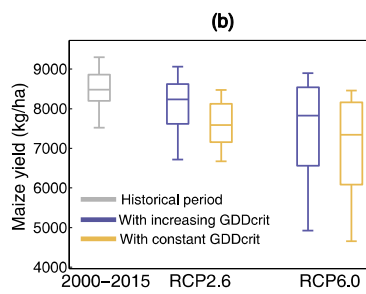 (b)
Maize yield (kg/ha)
9000
8000
7000
6000
5000
4000
Historical period
With increasing GDDcrit
With constant GDDcrit
2000−2015 RCP2.6 RCP6.0